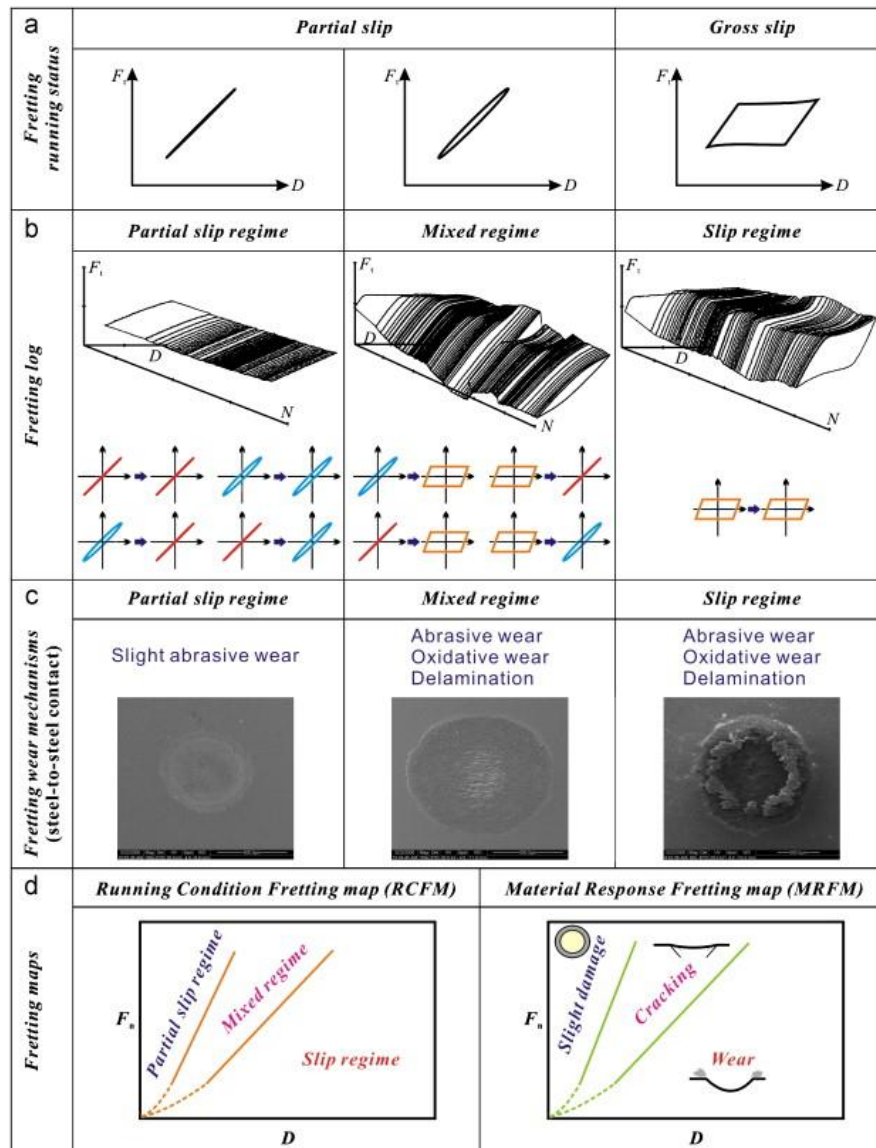 a
Partial slip
Gross slip
Fretting
running status
Ft
D
Ft
D
Ft
D
b
Partial slip regime
Mixed regime
Slip regime
Fretting log
Ft
D
N
Ft
D
N
Ft
D
N
c
Partial slip regime
Mixed regime
Slip regime
Fretting wear mechanisms
(steel-to-steel contact)
Slight abrasive wear
Abrasive wear
Oxidative wear
Delamination
Abrasive wear
Oxidative wear
Delamination
d
Running Condition Fretting map (RCFM)
Material Response Fretting map (MRFM)
Fretting maps
Fn
Partial slip regime
Mixed regime
Slip regime
D
Fn
Slight damage
Cracking
Wear
D